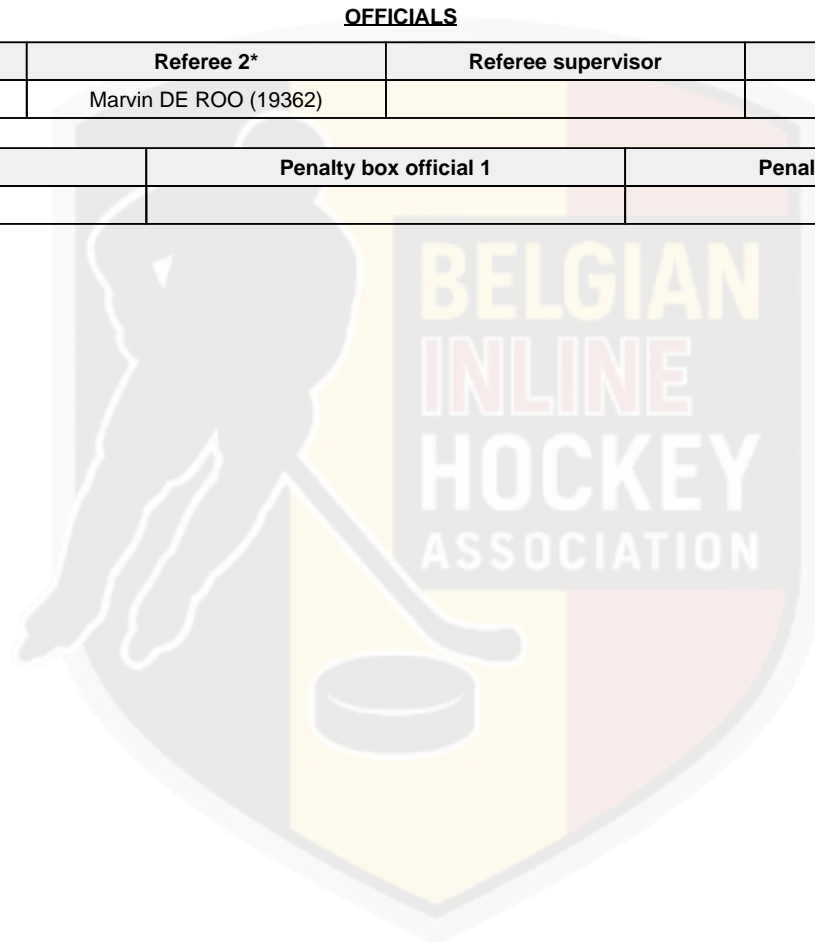 OFFICIALS
Referee 2* Referee supervisor
Marvin DE ROO (19362)
Penalty box official 1 Penal
BELGIAN
INLINE
HOCKEY
ASSOCIATION